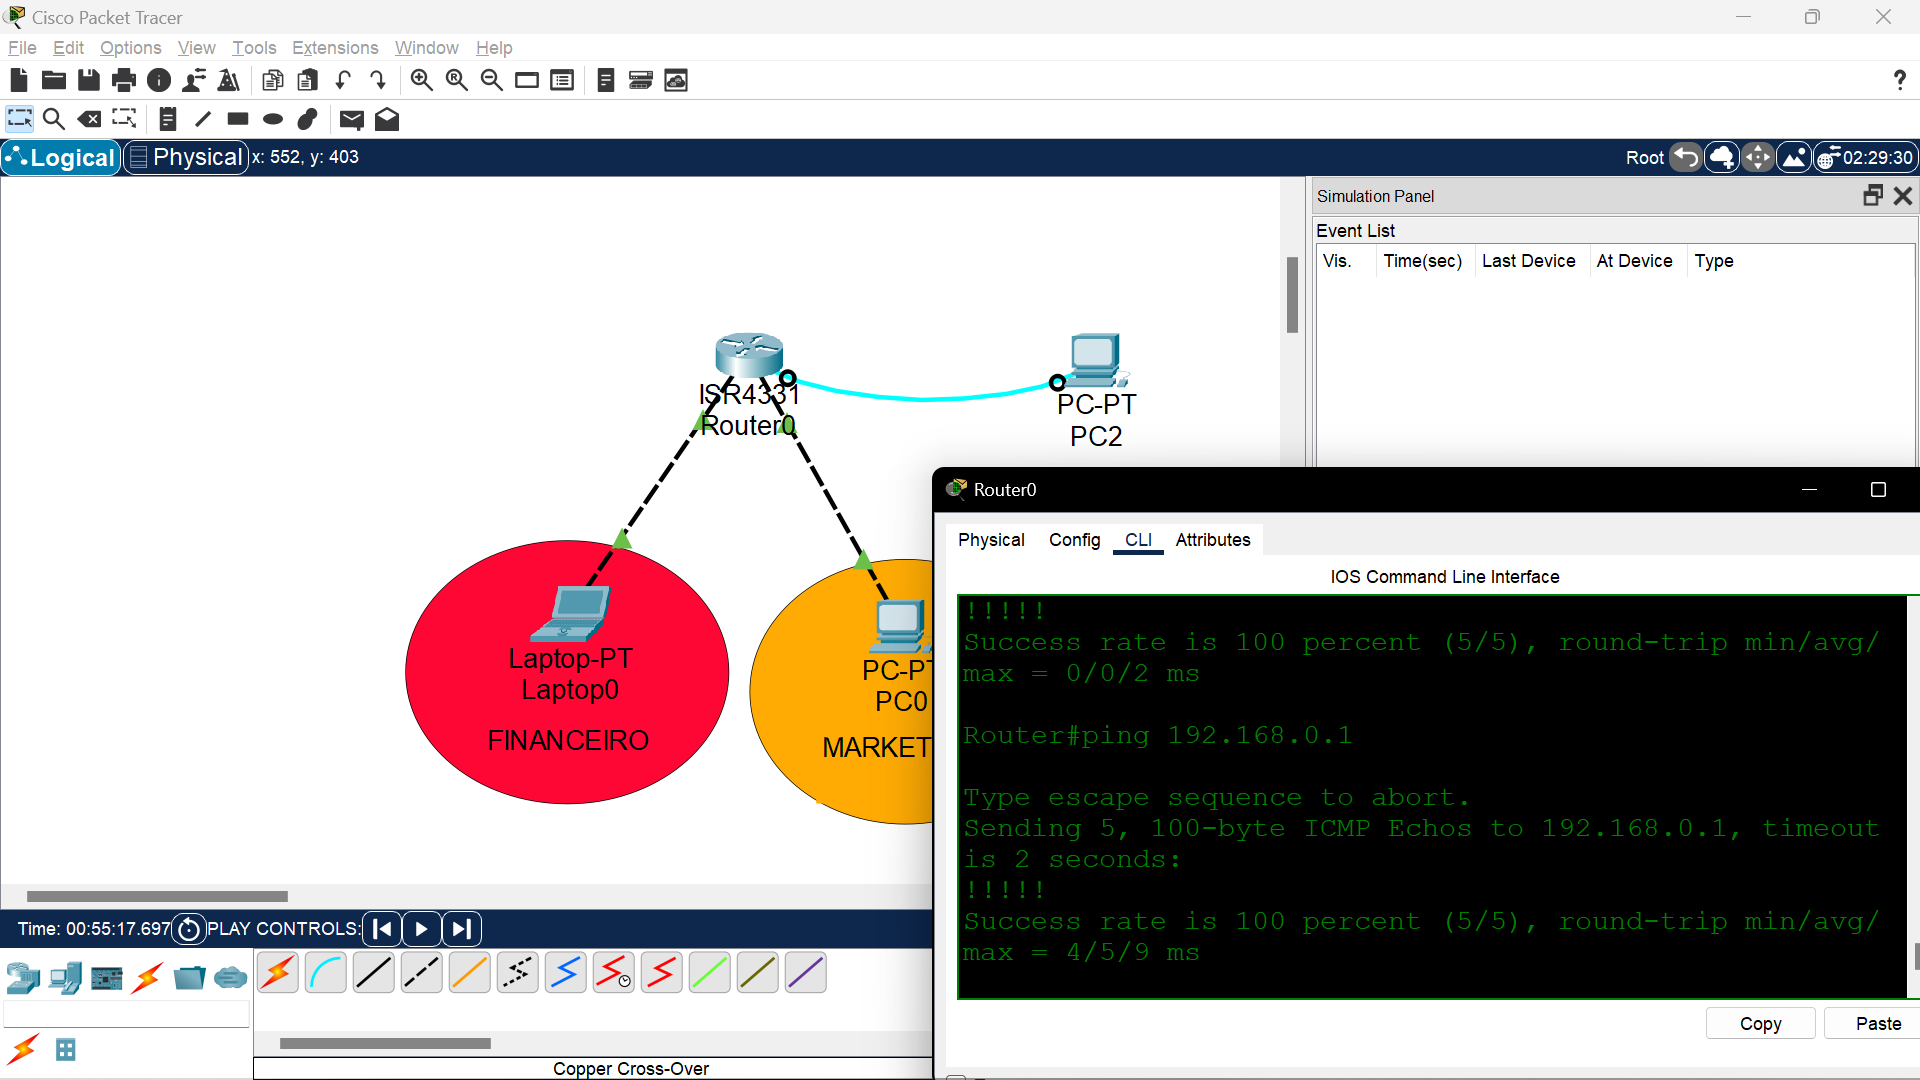 Cisco Packet Tracer
File Edit Options View Tools Extensions Window Help
Logical Physical x: 552, y: 403 Root 02:29:30
Simulation Panel
Event List
Vis. Time(sec) Last Device At Device Type
ISR4331
Router0
PC-PT
PC2
Router0
Physical Config CLI Attributes
IOS Command Line Interface
!!!!!
Success rate is 100 percent (5/5), round-trip min/avg/
max = 0/0/2 ms
Router#ping 192.168.0.1
Type escape sequence to abort.
Sending 5, 100-byte ICMP Echos to 192.168.0.1, timeout
is 2 seconds:
!!!!!
Success rate is 100 percent (5/5), round-trip min/avg/
max = 4/5/9 ms
Copy Paste
Laptop-PT
Laptop0
FINANCEIRO
PC-PT
PC0
MARKET
Time: 00:55:17.697 PLAY CONTROLS:
Copper Cross-Over